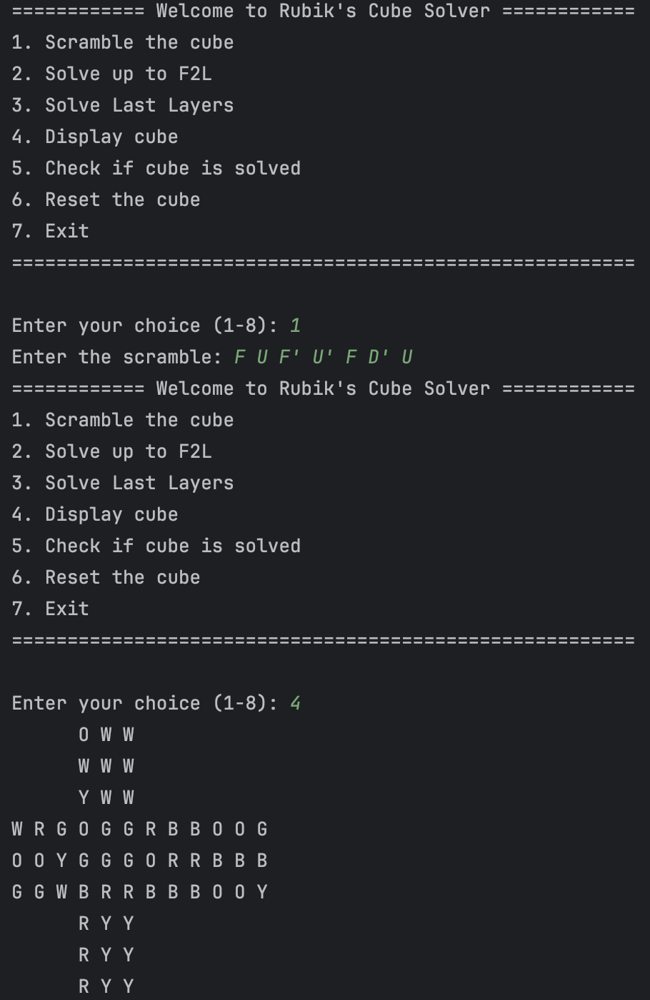 ============ Welcome to Rubik's Cube Solver ============
1. Scramble the cube
2. Solve up to F2L
3. Solve Last Layers
4. Display cube
5. Check if cube is solved
6. Reset the cube
7. Exit
========================================================
Enter your choice (1-8): 1
Enter the scramble: F U F' U' F D' U
============ Welcome to Rubik's Cube Solver ============
1. Scramble the cube
2. Solve up to F2L
3. Solve Last Layers
4. Display cube
5. Check if cube is solved
6. Reset the cube
7. Exit
========================================================
Enter your choice (1-8): 4
      O W W
      W W W
      Y W W
W R G O G G R B B O O G
O O Y G G G O R R B B B
G G W B R R B B B O O Y
      R Y Y
      R Y Y
      R Y Y